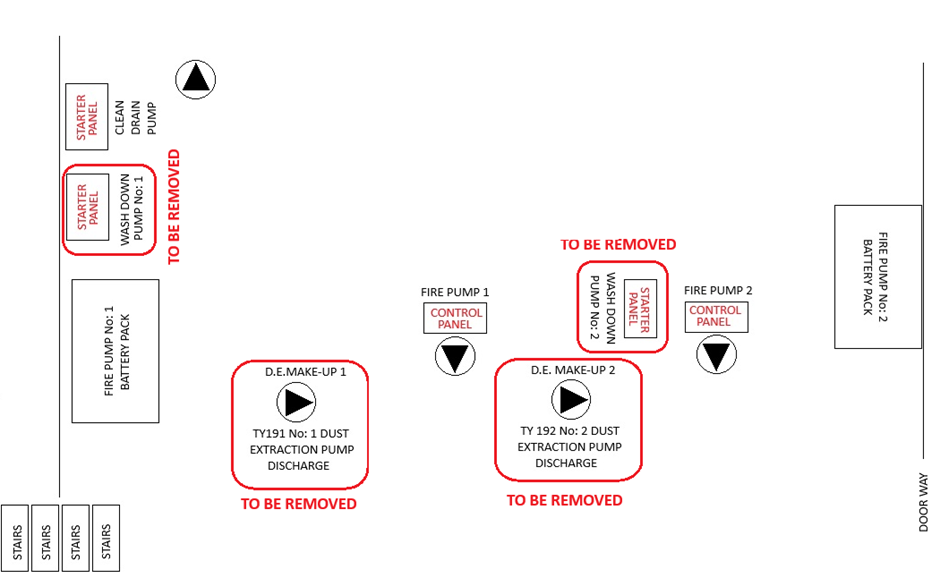 STARTER
PANEL
CLEAN
DRAIN
PUMP
STARTER
PANEL
WASH DOWN
PUMP No: 1
TO BE REMOVED
FIRE PUMP No: 1
BATTERY PACK
D.E.MAKE-UP 1
TY191 No: 1 DUST
EXTRACTION PUMP
DISCHARGE
TO BE REMOVED
FIRE PUMP 1
CONTROL
PANEL
TO BE REMOVED
WASH DOWN
PUMP No: 2
STARTER
PANEL
FIRE PUMP 2
CONTROL
PANEL
D.E. MAKE-UP 2
TY 192 No: 2 DUST
EXTRACTION PUMP
DISCHARGE
TO BE REMOVED
FIRE PUMP No: 2
BATTERY PACK
DOOR WAY
STAIRS
STAIRS
STAIRS
STAIRS